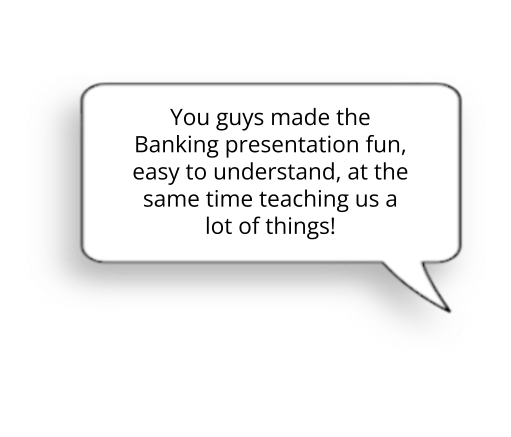 You guys made the
Banking presentation fun,
easy to understand, at the
same time teaching us a
lot of things!